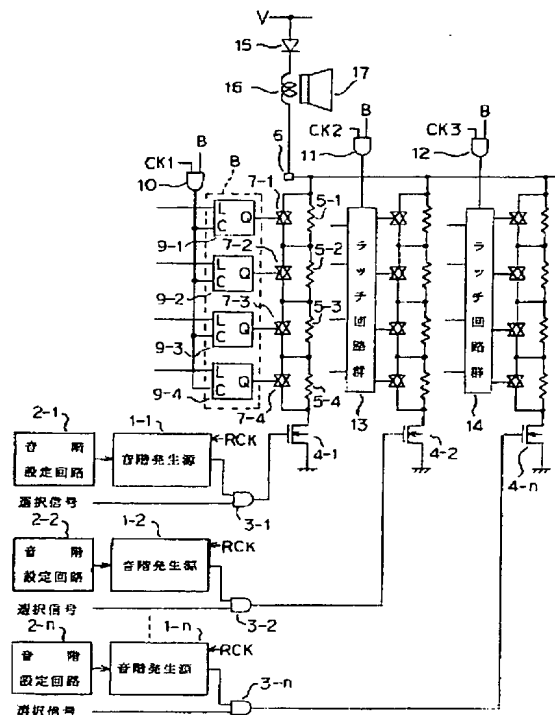 V
15
16
17
CK2
B
CK3
B
B
CK1
6
11
12
10
B
7-1
L
Q
C
5-1
9-1
7-2
L
Q
C
5-2
9-2
7-3
L
Q
C
5-3
9-3
L
Q
C
5-4
9-4
7-4
ラッチ回路群
ラッチ回路群
13
14
2-1
1-1
RCK
4-1
4-2
4-n
音階
設定回路
音階発生源
選択信号
3-1
2-2
1-2
RCK
音階
設定回路
音階発生源
選択信号
3-2
2-n
1-n
RCK
音階
設定回路
音階発生源
3-n
選択信号